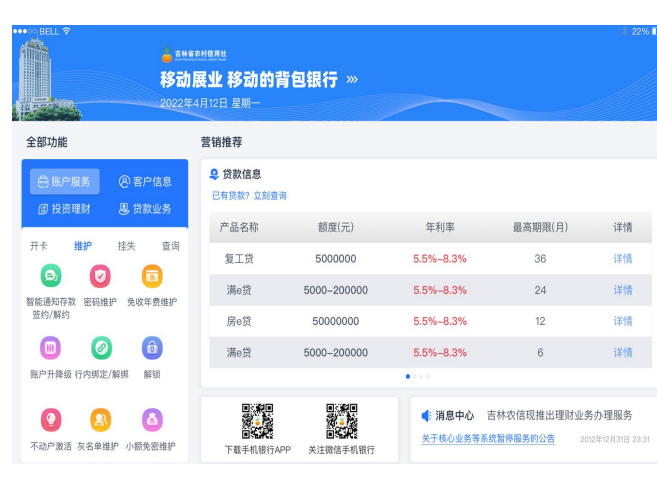 BELL
22%
吉林省农村信用社
移动展业 移动的背包银行 »»
2022年4月12日 星期一
全部功能
账户服务
客户信息
投资理财
贷款业务
开卡
维护
挂失
查询
智能通知存款
签约/解约
密码维护
免收年费维护
账户升降级
行内绑定/解绑
解锁
不动户激活
灰名单维护
小额免密维护
营销推荐
贷款信息
已有贷款？立刻查询
产品名称 额度(元) 年利率 最高期限(月) 详情
复工贷 5000000 5.5%–8.3% 36 详情
满e贷 5000–200000 5.5%–8.3% 24 详情
房e贷 50000000 5.5%–8.3% 12 详情
满e贷 5000–200000 5.5%–8.3% 6 详情
下载手机银行APP
关注微信手机银行
消息中心 吉林农信现推出理财业务办理服务
关于核心业务等系统暂停服务的公告 2012年12月31日 23:31